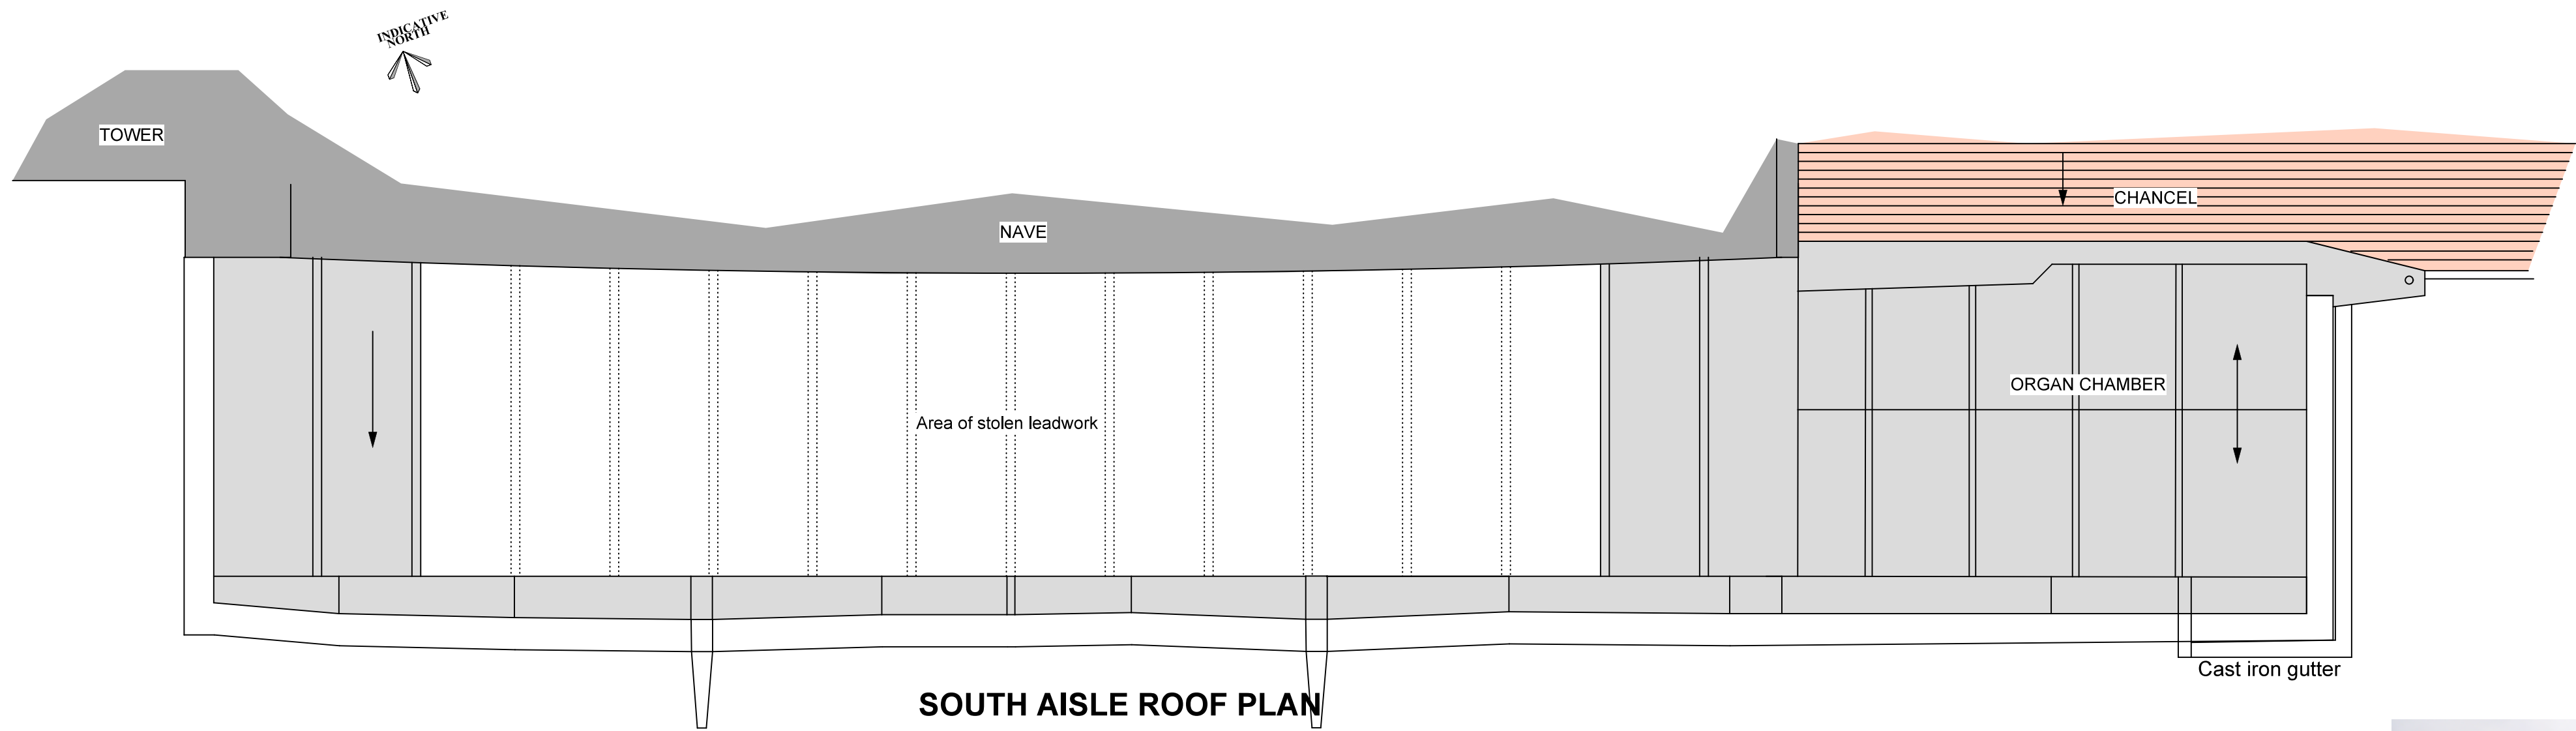 INDICATIVE
NORTH
TOWER
CHANCEL
NAVE
ORGAN CHAMBER
Area of stolen leadwork
Cast iron gutter
SOUTH AISLE ROOF PLAN